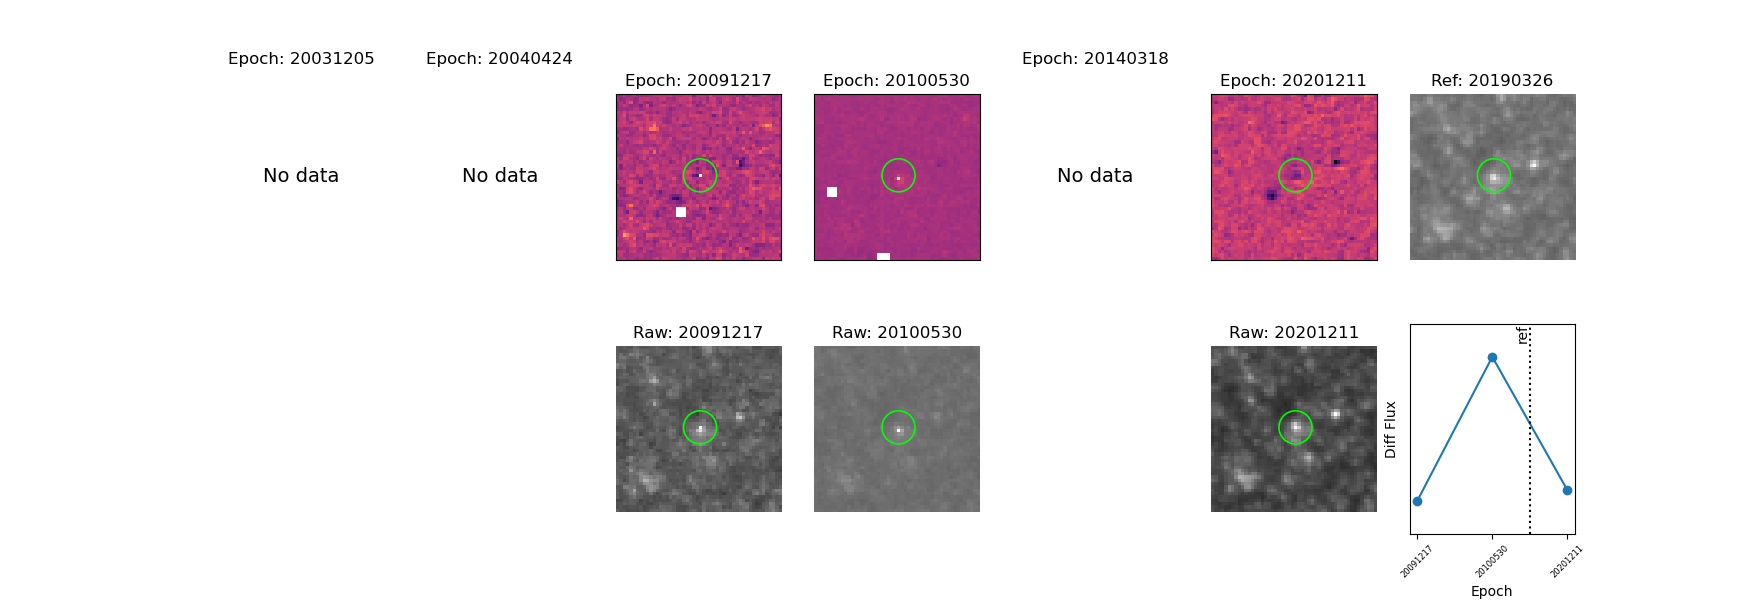 Epoch: 20031205
Epoch: 20040424
Epoch: 20140318
Epoch: 20091217
Epoch: 20100530
Epoch: 20201211
Ref: 20190326
No data
No data
No data
Raw: 20091217
Raw: 20100530
Raw: 20201211
ref
Diff Flux
20091217
20100530
20201211
Epoch